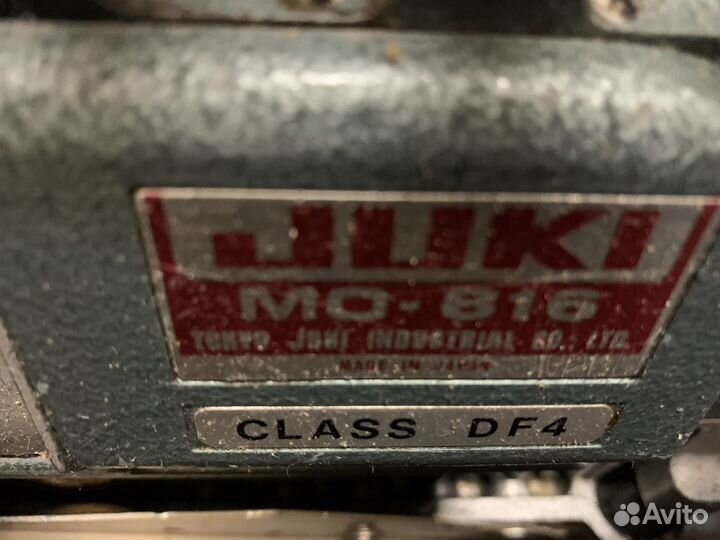 JUKI
MO-816
TOKYO JUKI INDUSTRIAL CO., LTD.
MADE IN JAPAN
CLASS DF4
Avito